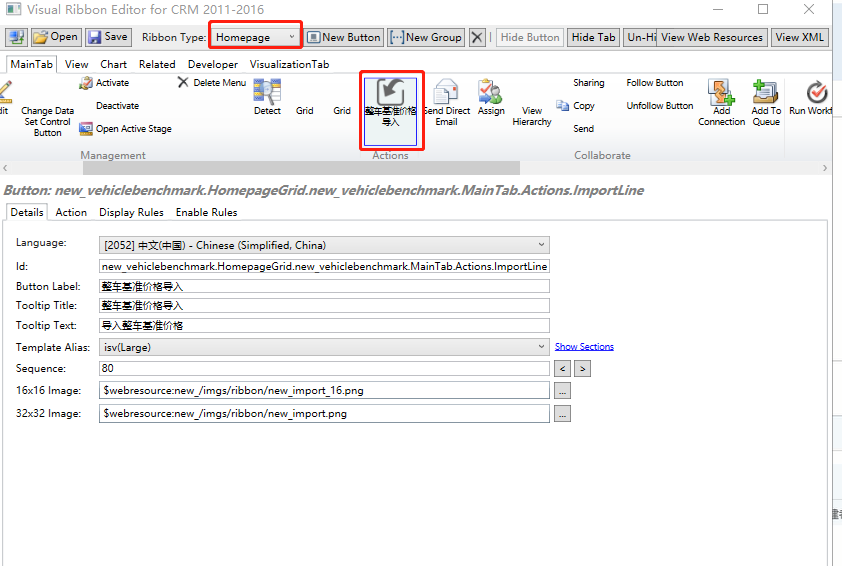 Visual Ribbon Editor for CRM 2011-2016
Open Save Ribbon Type: Homepage New Button New Group Hide Button Hide Tab Un-Hi View Web Resources View XML
MainTab View Chart Related Developer VisualizationTab
Activate Delete Menu Sharing Follow Button
Change Data Set Control Button
Deactivate
Open Active Stage
Detect Grid Grid
整车基准价格
导入
Send Direct Email
Assign
View Hierarchy
Copy Unfollow Button
Send
Add Connection
Add To Queue
Run Workf
Management Actions Collaborate
Button: new_vehiclebenchmark.HomepageGrid.new_vehiclebenchmark.MainTab.Actions.ImportLine
Details Action Display Rules Enable Rules
Language: [2052] 中文(中国) - Chinese (Simplified, China)
Id: new_vehiclebenchmark.HomepageGrid.new_vehiclebenchmark.MainTab.Actions.ImportLine
Button Label: 整车基准价格导入
Tooltip Title: 整车基准价格导入
Tooltip Text: 导入整车基准价格
Template Alias: isv(Large) Show Sections
Sequence: 80 < >
16x16 Image: $webresource:new_/imgs/ribbon/new_import_16.png ...
32x32 Image: $webresource:new_/imgs/ribbon/new_import.png ...